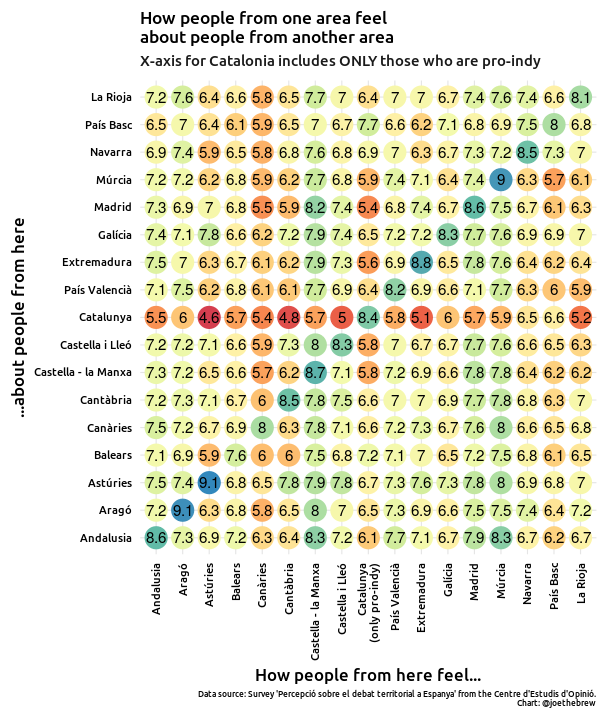 How people from one area feel
about people from another area
X-axis for Catalonia includes ONLY those who are pro-indy
...about people from here
La Rioja 7.2 7.6 6.4 6.6 5.8 6.5 7.7 7 6.4 7 7 6.7 7.4 7.6 7.4 6.6 8.1
País Basc 6.5 7 6.4 6.1 5.9 6.5 7 6.7 7.7 6.6 6.2 7.1 6.8 6.9 7.5 8 6.8
Navarra 6.9 7.4 5.9 6.5 5.8 6.8 7.6 6.8 6.9 7 6.3 6.7 7.3 7.2 8.5 7.3 7
Múrcia 7.2 7.2 6.2 6.8 5.9 6.2 7.7 6.8 5.9 7.4 7.1 6.4 7.4 9 6.3 5.7 6.1
Madrid 7.3 6.9 7 6.8 5.5 5.9 8.2 7.4 5.4 6.8 7.4 6.7 8.6 7.5 6.7 6.1 6.3
Galícia 7.4 7.1 7.8 6.6 6.2 7.2 7.9 7.4 6.5 7.2 7.2 8.3 7.7 7.6 6.9 6.9 7
Extremadura 7.5 7 6.3 6.7 6.1 6.2 7.9 7.3 5.6 6.9 8.8 6.5 7.8 7.6 6.4 6.2 6.4
País Valencià 7.1 7.5 6.2 6.8 6.1 6.1 7.7 6.9 6.4 8.2 6.9 6.6 7.1 7.7 6.3 6 5.9
Catalunya 5.5 6 4.6 5.7 5.4 4.8 5.7 5 8.4 5.8 5.1 6 5.7 5.9 6.5 6.6 5.2
Castella i Lleó 7.2 7.2 7.1 6.6 5.9 7.3 8 8.3 5.8 7 6.7 6.7 7.7 7.6 6.6 6.5 6.3
Castella - la Manxa 7.3 7.2 6.5 6.6 5.7 6.2 8.7 7.1 5.8 7.2 6.9 6.6 7.8 7.8 6.4 6.2 6.2
Cantàbria 7.2 7.3 7.1 6.7 6 8.5 7.8 7.5 6.6 7 7 6.9 7.7 7.8 6.8 6.3 7
Canàries 7.5 7.2 6.7 6.9 8 6.3 7.8 7.1 6.6 7.2 7.3 6.7 7.6 8 6.6 6.5 6.8
Balears 7.1 6.9 5.9 7.6 6 6 7.5 6.8 7.2 7.1 7 6.5 7.2 7.5 6.8 6.1 6.5
Astúries 7.5 7.4 9.1 6.8 6.5 7.8 7.9 7.8 6.7 7.3 7.6 7.3 7.8 8 6.9 6.8 7
Aragó 7.2 9.1 6.3 6.8 5.8 6.5 8 7 6.5 7.3 6.9 6.6 7.5 7.5 7.4 6.4 7.2
Andalusia 8.6 7.3 6.9 7.2 6.3 6.4 8.3 7.2 6.1 7.7 7.1 6.7 7.9 8.3 6.7 6.2 6.7
Andalusia
Aragó
Astúries
Balears
Canàries
Cantàbria
Castella - la Manxa
Castella i Lleó
Catalunya
(only pro-indy)
País Valencià
Extremadura
Galícia
Madrid
Múrcia
Navarra
País Basc
La Rioja
How people from here feel...
Data source: Survey 'Percepció sobre el debat territorial a Espanya' from the Centre d'Estudis d'Opinió.
Chart: @joethebrew